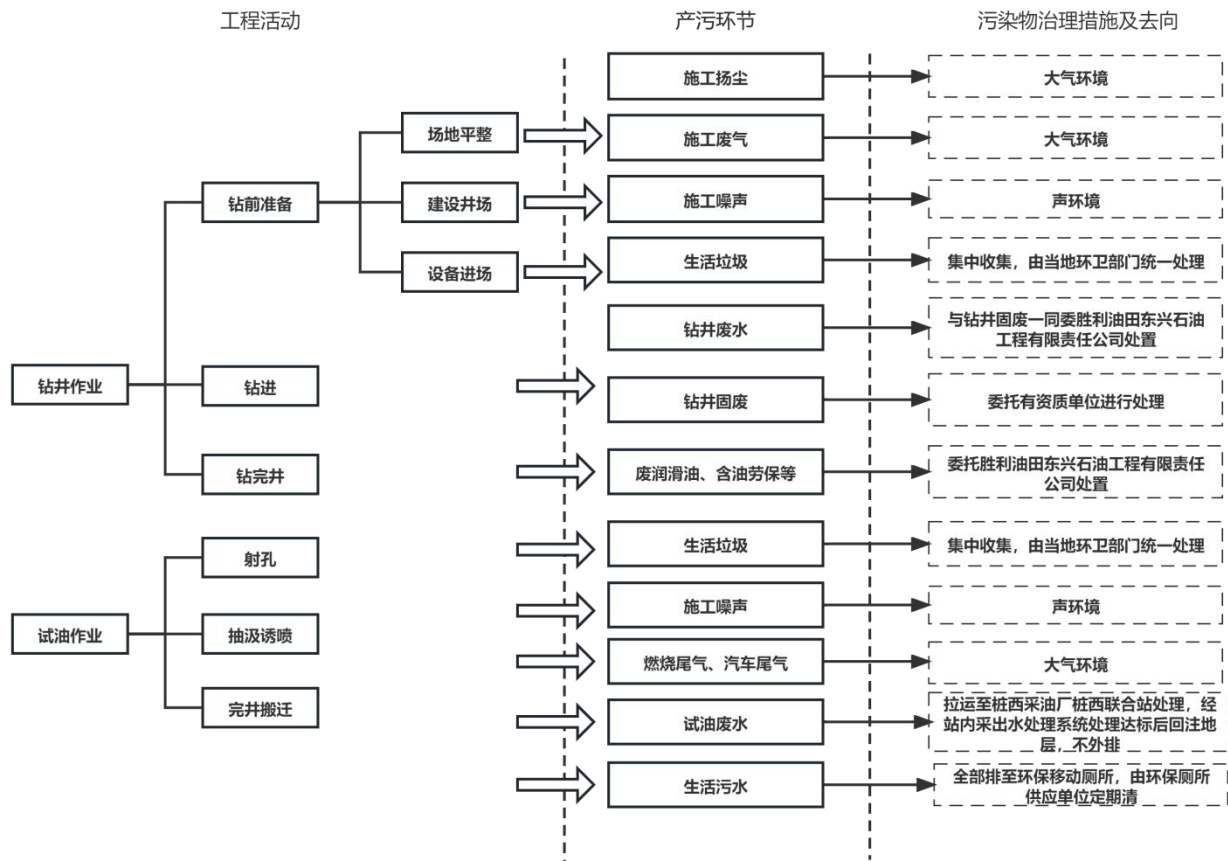 工程活动
产污环节
污染物治理措施及去向
施工扬尘
大气环境
场地平整
施工废气
大气环境
钻前准备
建设井场
施工噪声
声环境
设备进场
生活垃圾
集中收集，由当地环卫部门统一处理
钻井废水
与钻井固废一同委胜利油田东兴石油
工程有限责任公司处置
钻井作业
钻进
钻井固废
委托有资质单位进行处理
钻完井
废润滑油、含油劳保等
委托胜利油田东兴石油工程有限责任
公司处置
射孔
生活垃圾
集中收集，由当地环卫部门统一处理
试油作业
抽汲诱喷
施工噪声
声环境
燃烧尾气、汽车尾气
大气环境
完井搬迁
试油废水
拉运至桩西采油厂桩西联合站处理，经
站内采出水处理系统处理达标后回注地
层，不外排
生活污水
全部排至环保移动厕所，由环保厕所
供应单位定期清